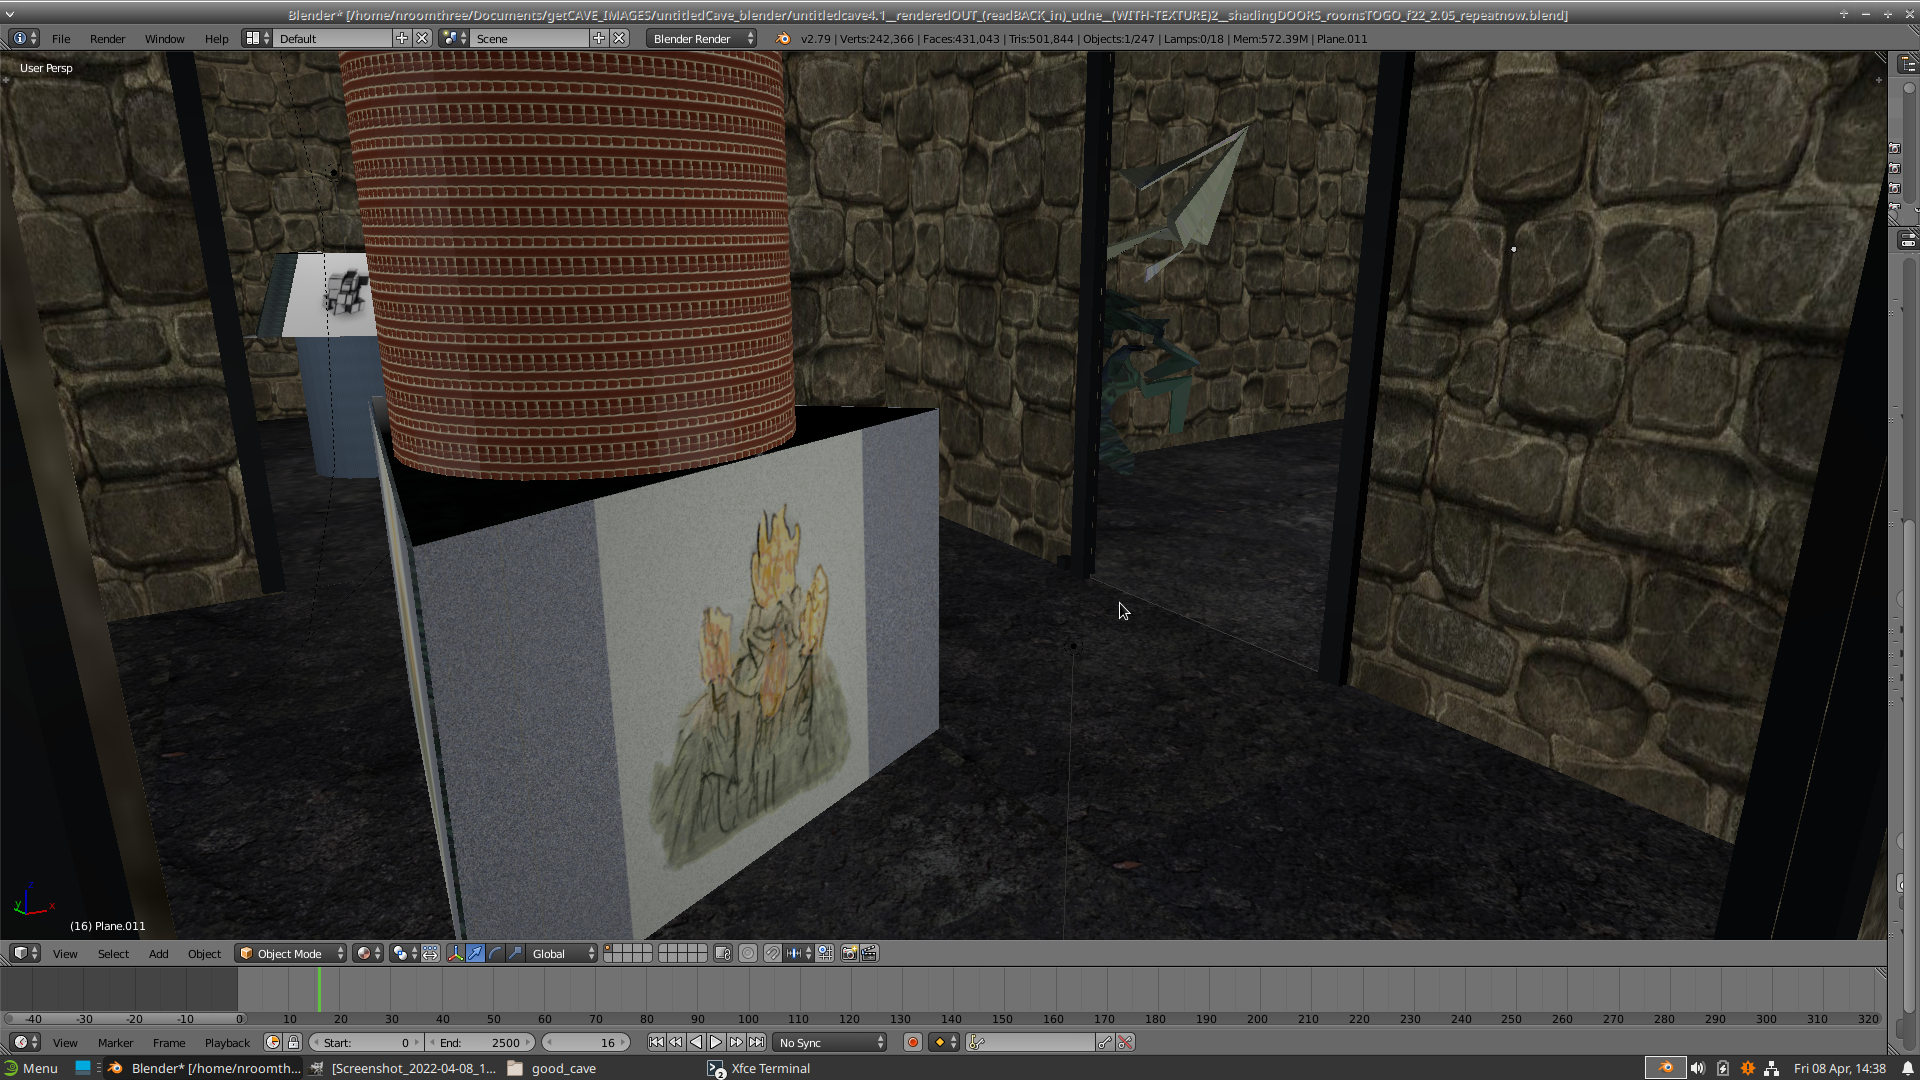 Blender* [/home/nroomthree/Documents/getCAVE_IMAGES/untitledCave_blender/untitledcave4.1__renderedOUT_(readBACK_in)_udne__(WITH-TEXTURE)2__shadingDOORS_roomsTOGO_f22_2.05_repeatnow.blend]
File Render Window Help Default Scene Blender Render v2.79 | Verts:242,366 | Faces:431,043 | Tris:501,844 | Objects:1/247 | Lamps:0/18 | Mem:572.39M | Plane.011
User Persp
(16) Plane.011
View Select Add Object Object Mode Global
-40 -30 -20 -10 0 10 20 30 40 50 60 70 80 90 100 110 120 130 140 150 160 170 180 190 200 210 220 230 240 250 260 270 280 290 300 310 320
View Marker Frame Playback Start: 0 End: 2500 16 No Sync
Menu Blender* [/home/nroomth... [Screenshot_2022-04-08_1... good_cave 2 Xfce Terminal Fri 08 Apr, 14:38